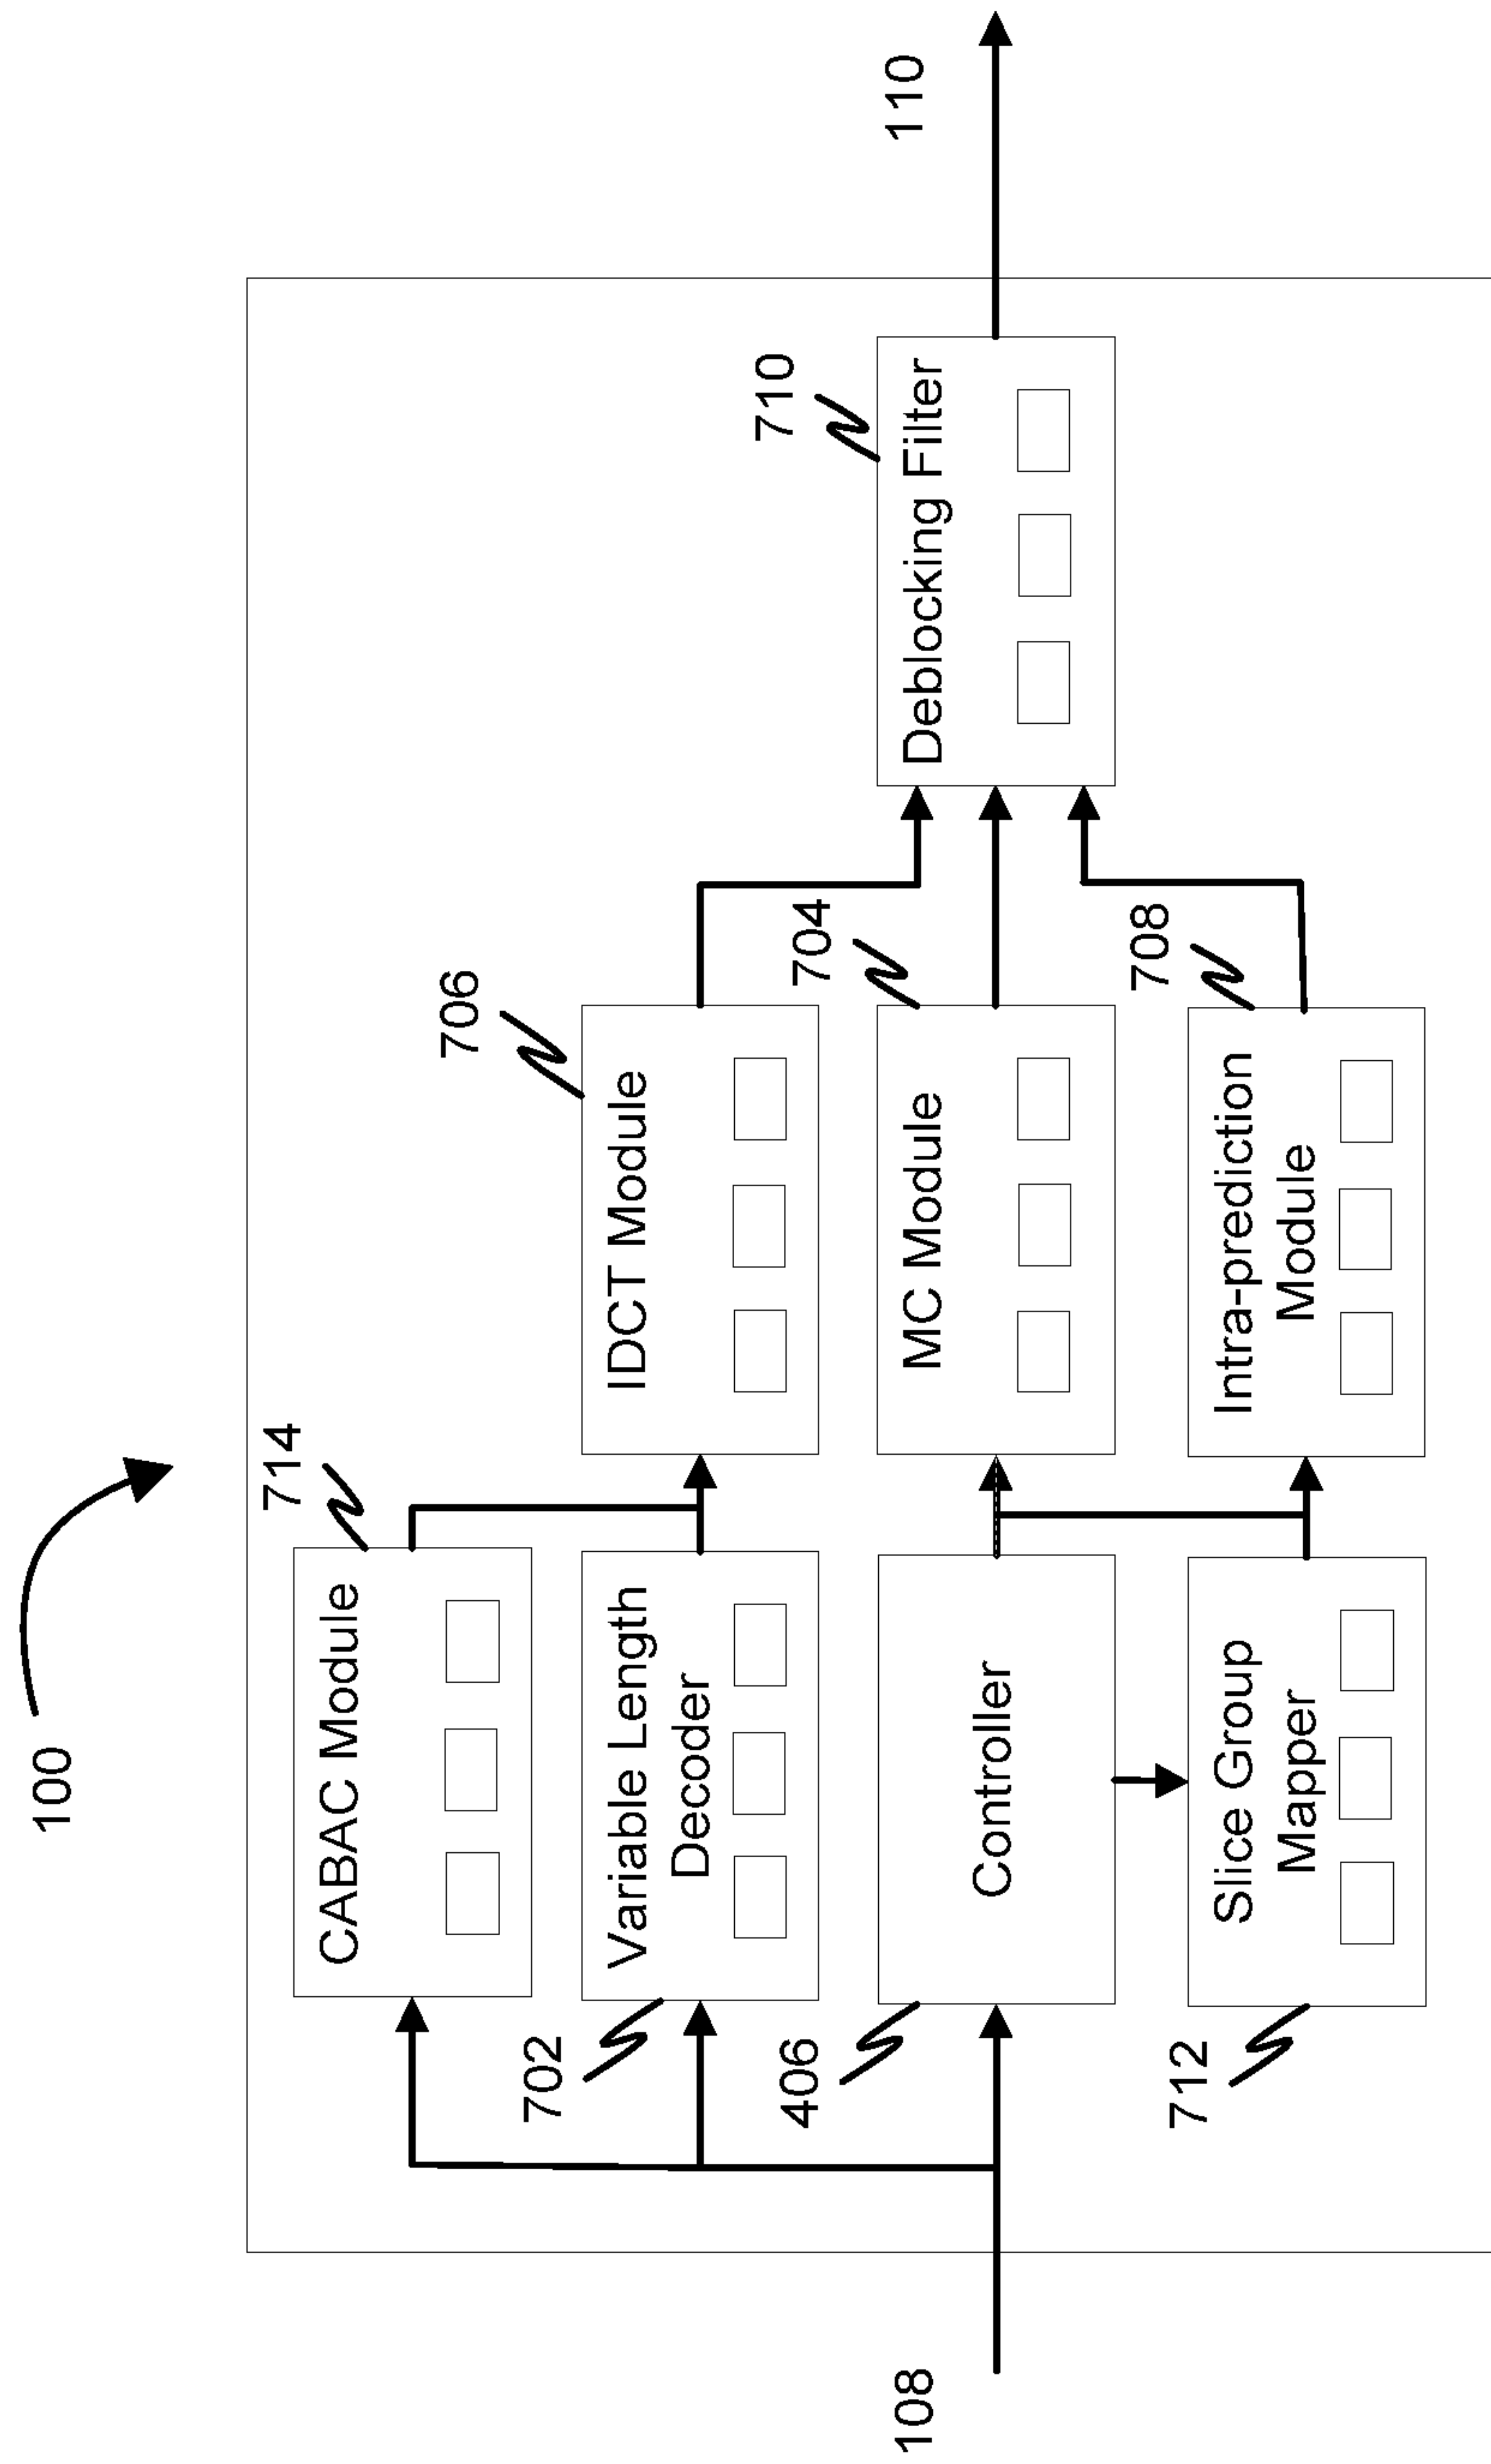 100
714
CABAC Module
706
IDCT Module
702
Variable Length
Decoder
710
Deblocking Filter
110
704
MC Module
406
Controller
108
708
Intra-prediction
Module
712
Slice Group
Mapper